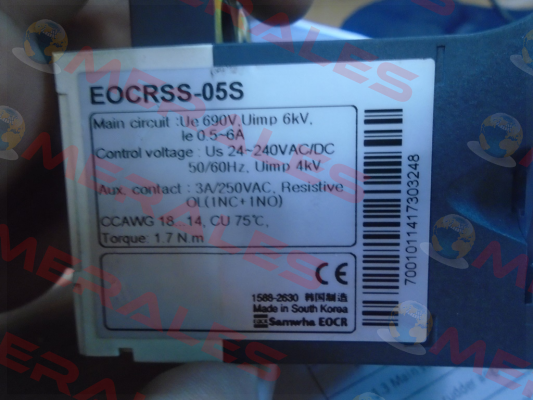 EOCRSS-05S
Main circuit : Ue 690V, Uimp 6kV,
Ie 0.5~6A
Control voltage : Us 24~240VAC/DC
50/60Hz, Uimp 4kV
Aux. contact : 3A/250VAC, Resistive
OL(1NC+1NO)
CCAWG 18...14, CU 75℃,
Torque: 1.7 N.m
CE
1588-2630 韩国制造
Made in South Korea
Samwha EOCR
7001011417303248
MERALES